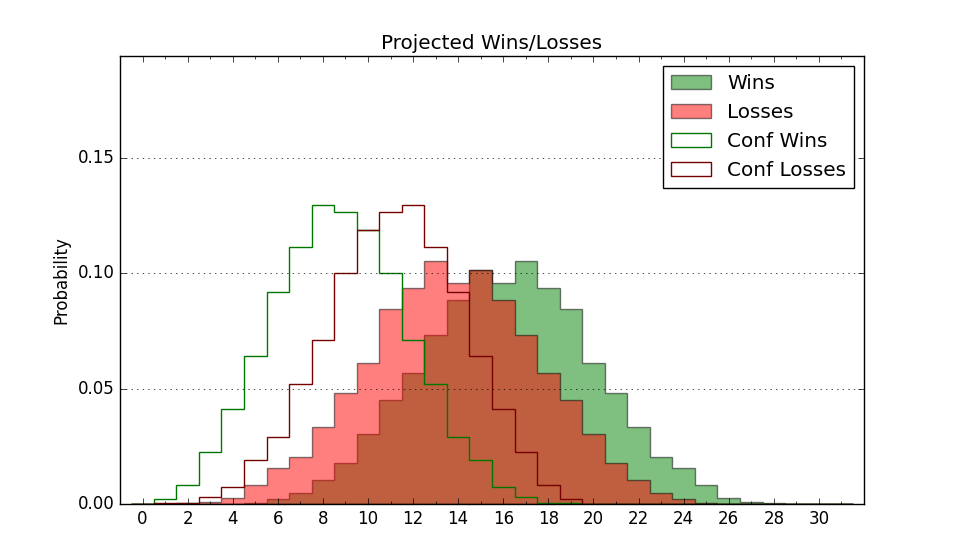 Projected Wins/Losses
Wins
Losses
Conf Wins
Conf Losses
Probability
0.15
0.10
0.05
0.00
0 2 4 6 8 10 12 14 16 18 20 22 24 26 28 30